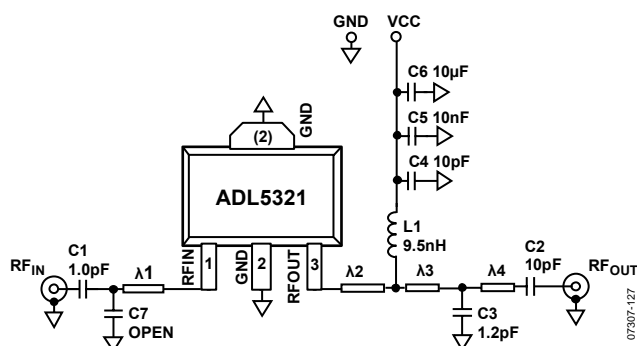 GND VCC
C6 10µF
C5 10nF
C4 10pF
(2)
GND
ADL5321
L1
9.5nH
RFIN
1
GND
2
RFOUT
3
RFIN
C1
1.0pF
λ1
C7
OPEN
λ2
λ3
λ4
C3
1.2pF
C2
10pF
RFOUT
07307-127